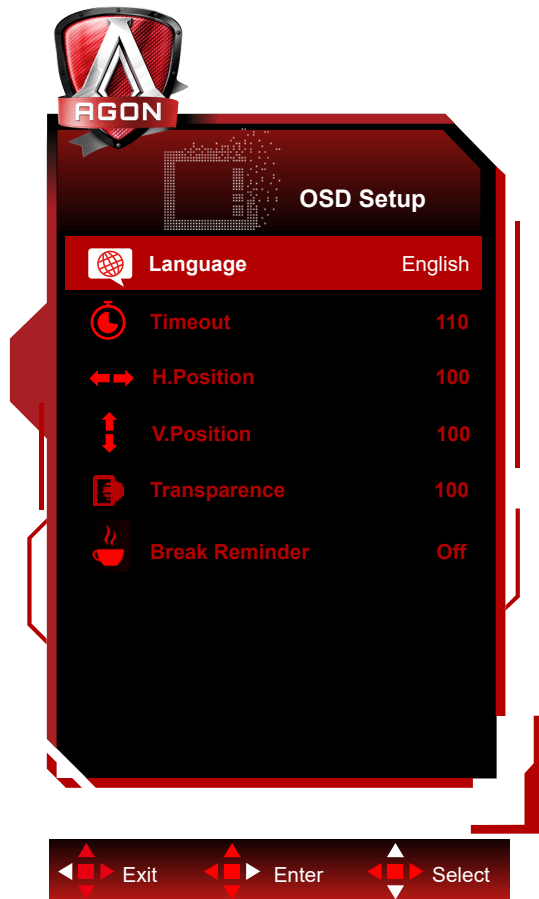 AGON
OSD Setup
Language English
Timeout 110
H.Position 100
V.Position 100
Transparence 100
Break Reminder Off
Exit Enter Select